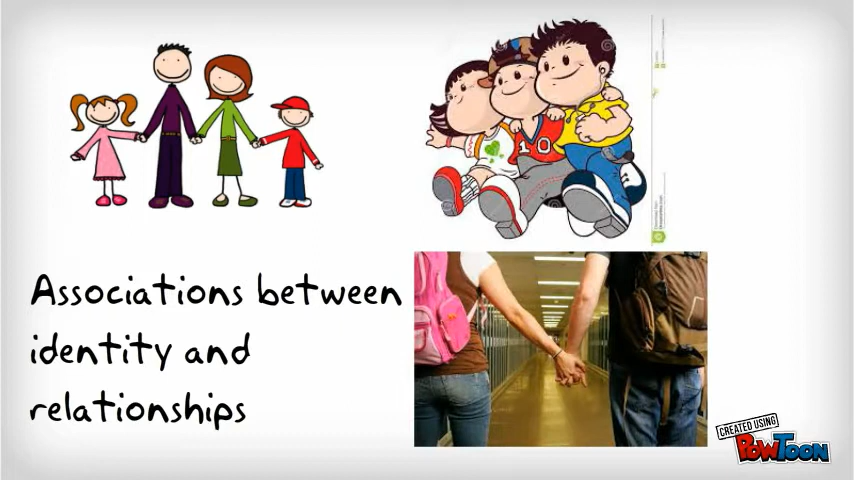 10
Associations between
identity and
relationships
CREATED USING
POWTOON